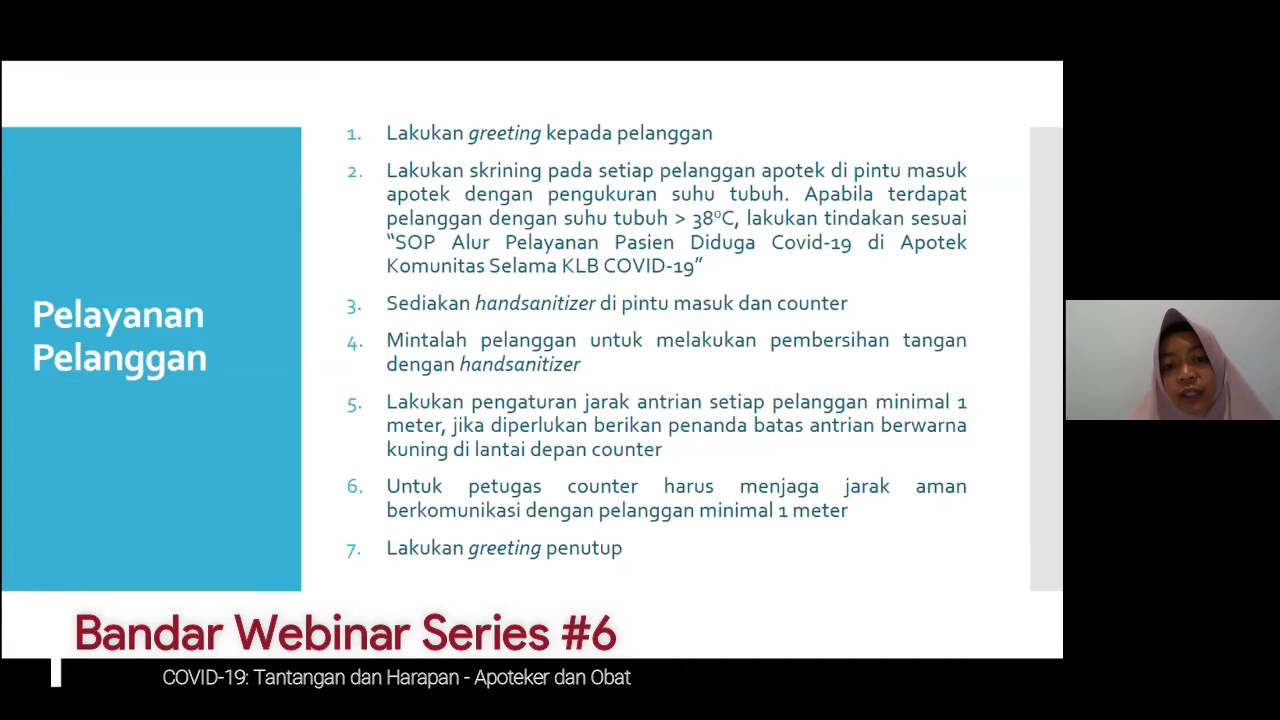 Pelayanan
Pelanggan
1. Lakukan greeting kepada pelanggan
2. Lakukan skrining pada setiap pelanggan apotek di pintu masuk
apotek dengan pengukuran suhu tubuh. Apabila terdapat
pelanggan dengan suhu tubuh > 38⁰C, lakukan tindakan sesuai
“SOP Alur Pelayanan Pasien Diduga Covid-19 di Apotek
Komunitas Selama KLB COVID-19”
3. Sediakan handsanitizer di pintu masuk dan counter
4. Mintalah pelanggan untuk melakukan pembersihan tangan
dengan handsanitizer
5. Lakukan pengaturan jarak antrian setiap pelanggan minimal 1
meter, jika diperlukan berikan penanda batas antrian berwarna
kuning di lantai depan counter
6. Untuk petugas counter harus menjaga jarak aman
berkomunikasi dengan pelanggan minimal 1 meter
7. Lakukan greeting penutup
Bandar Webinar Series #6
COVID-19: Tantangan dan Harapan - Apoteker dan Obat